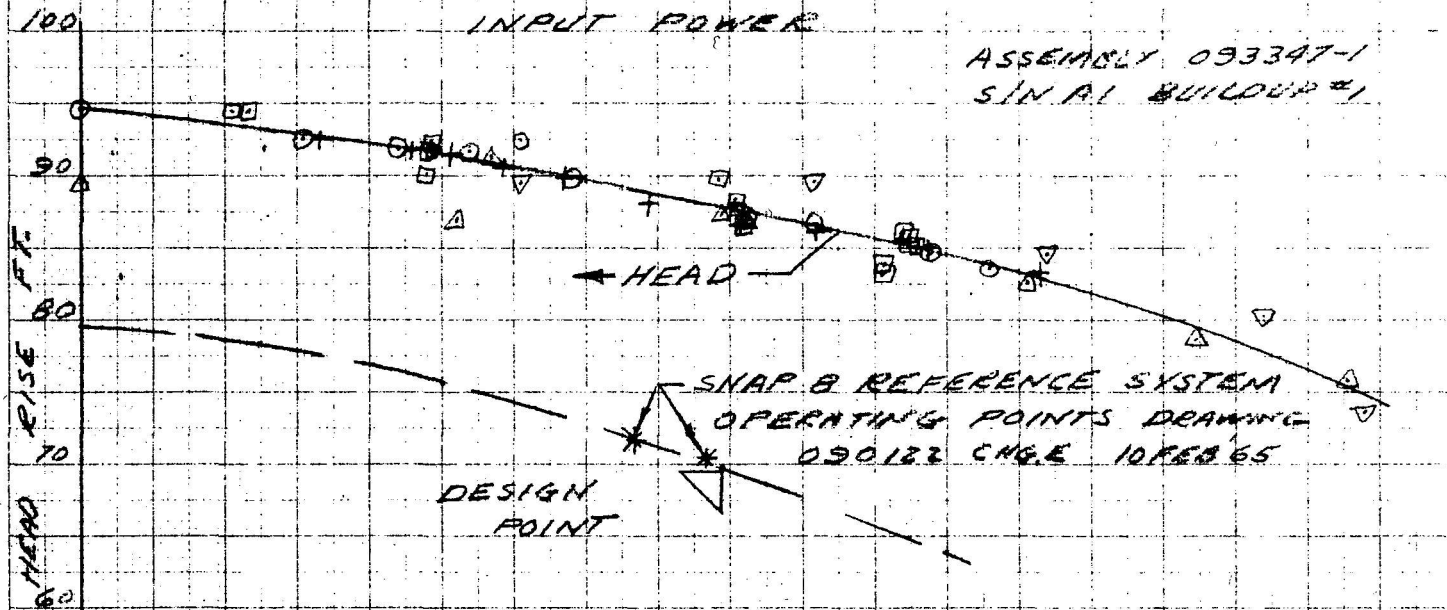 100
INPUT POWER
ASSEMBLY 093347-1
S/N A1 BUILDUP #1
90
HEAD
80
SNAP 8 REFERENCE SYSTEM
OPERATING POINTS DRAWING
090122 CHG.E 10 FEB 65
70
DESIGN
POINT
60
HEAD RISE FT.